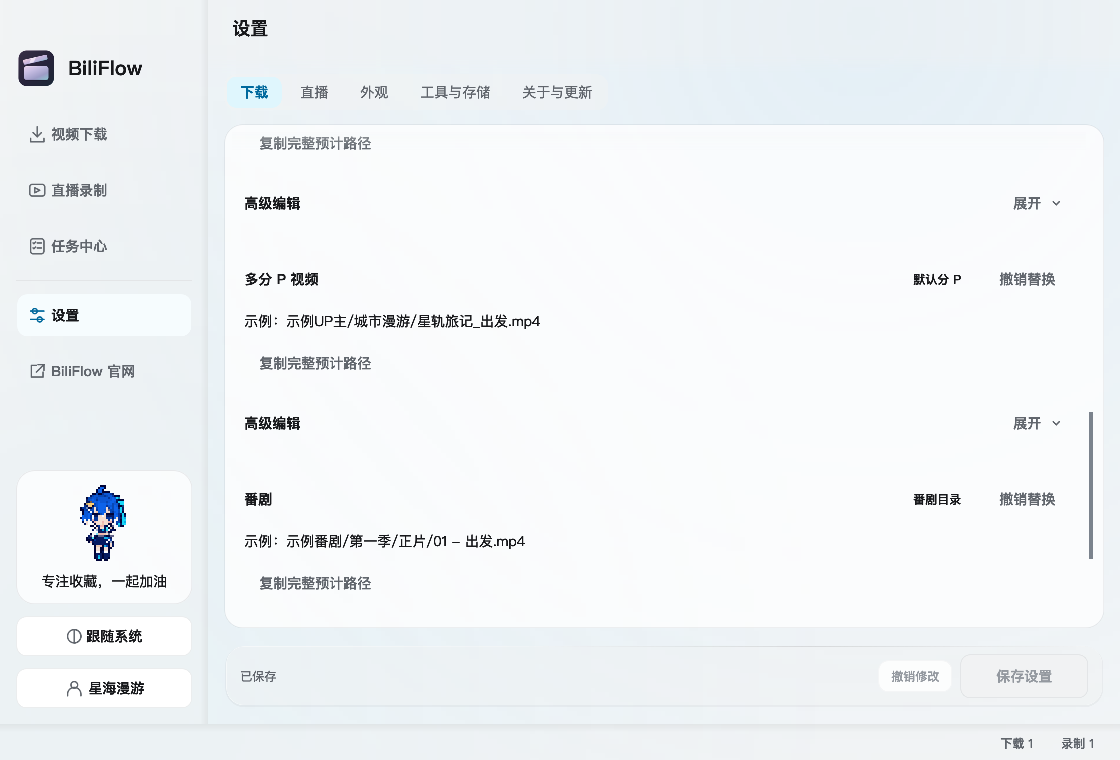 设置
BiliFlow
下载 直播 外观 工具与存储 关于与更新
视频下载
直播录制
任务中心
设置
BiliFlow 官网
专注收藏，一起加油
跟随系统
星海漫游
复制完整预计路径
高级编辑 展开
多分 P 视频 默认分 P 撤销替换
示例：示例UP主/城市漫游/星轨旅记_出发.mp4
复制完整预计路径
高级编辑 展开
番剧 番剧目录 撤销替换
示例：示例番剧/第一季/正片/01 – 出发.mp4
复制完整预计路径
已保存 撤销修改 保存设置
下载 1 录制 1